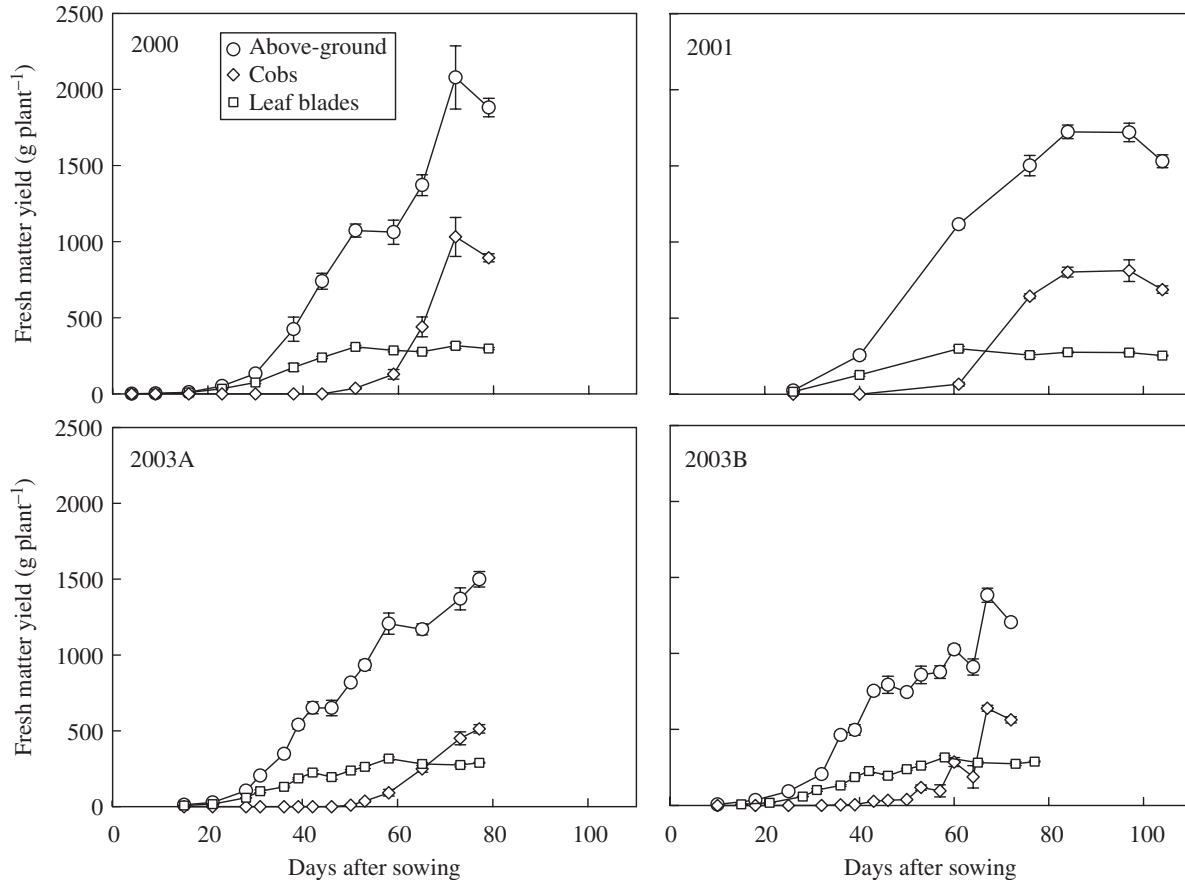 2500
2000
1500
1000
500
0
Fresh matter yield (g plant⁻¹)
2000
Above-ground
Cobs
Leaf blades
2001
2500
2000
1500
1000
500
0
Fresh matter yield (g plant⁻¹)
2003A
2003B
0 20 40 60 80 100
0 20 40 60 80 100
Days after sowing
Days after sowing